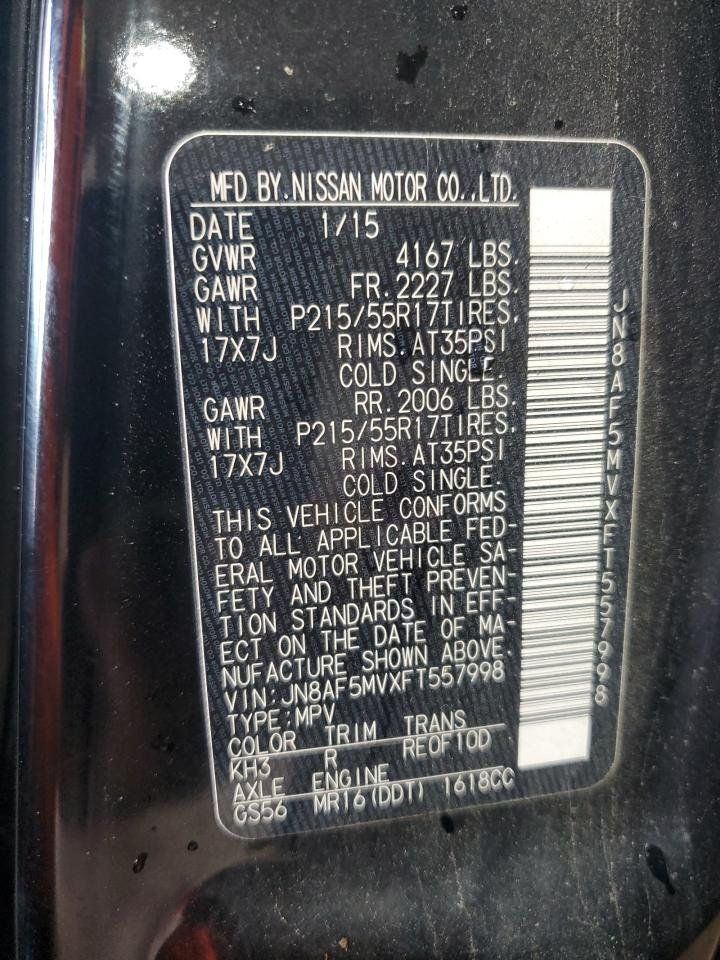 MFD BY.NISSAN MOTOR CO.,LTD.
DATE 1/15
GVWR 4167 LBS.
GAWR FR.2227 LBS.
WITH P215/55R17TIRES.
17X7J RIMS.AT35PSI
COLD SINGLE.
GAWR RR.2006 LBS.
WITH P215/55R17TIRES.
17X7J RIMS.AT35PSI
COLD SINGLE.
THIS VEHICLE CONFORMS
TO ALL APPLICABLE FED-
ERAL MOTOR VEHICLE SA-
FETY AND THEFT PREVEN-
TION STANDARDS IN EFF-
ECT ON THE DATE OF MA-
NUFACTURE SHOWN ABOVE.
VIN:JN8AF5MVXFT557998
TYPE:MPV
COLOR TRIM TRANS
KH3 R RE0F10D
AXLE ENGINE
GS56 MR16(DDT) 1618CC
JN8AF5MVXFT557998